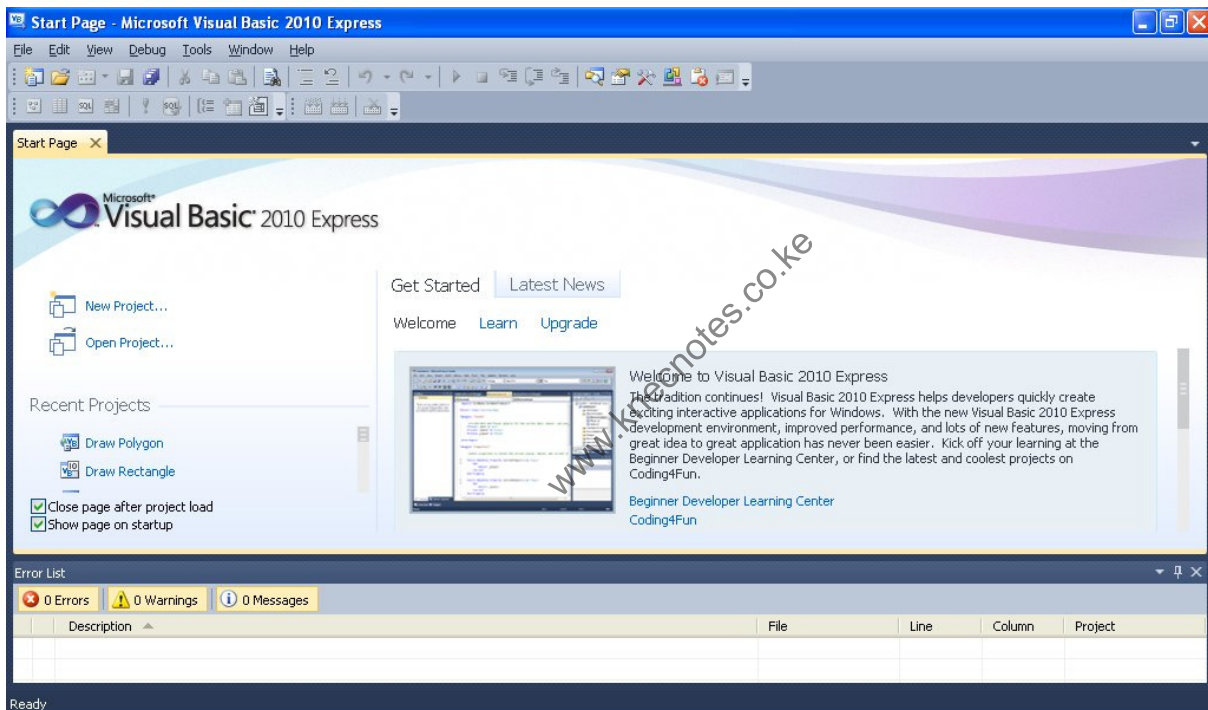 Start Page - Microsoft Visual Basic 2010 Express
File Edit View Debug Tools Window Help
Start Page
Microsoft
Visual Basic 2010 Express
New Project...
Open Project...
Recent Projects
Draw Polygon
Draw Rectangle
Close page after project load
Show page on startup
Get Started Latest News
Welcome Learn Upgrade
Welcome to Visual Basic 2010 Express
The tradition continues! Visual Basic 2010 Express helps developers quickly create
exciting interactive applications for Windows. With the new Visual Basic 2010 Express
development environment, improved performance, and lots of new features, moving from
great idea to great application has never been easier. Kick off your learning at the
Beginner Developer Learning Center, or find the latest and coolest projects on
Coding4Fun.
Beginner Developer Learning Center
Coding4Fun
www.knecnotes.co.ke
Error List
0 Errors 0 Warnings 0 Messages
Description File Line Column Project
Ready